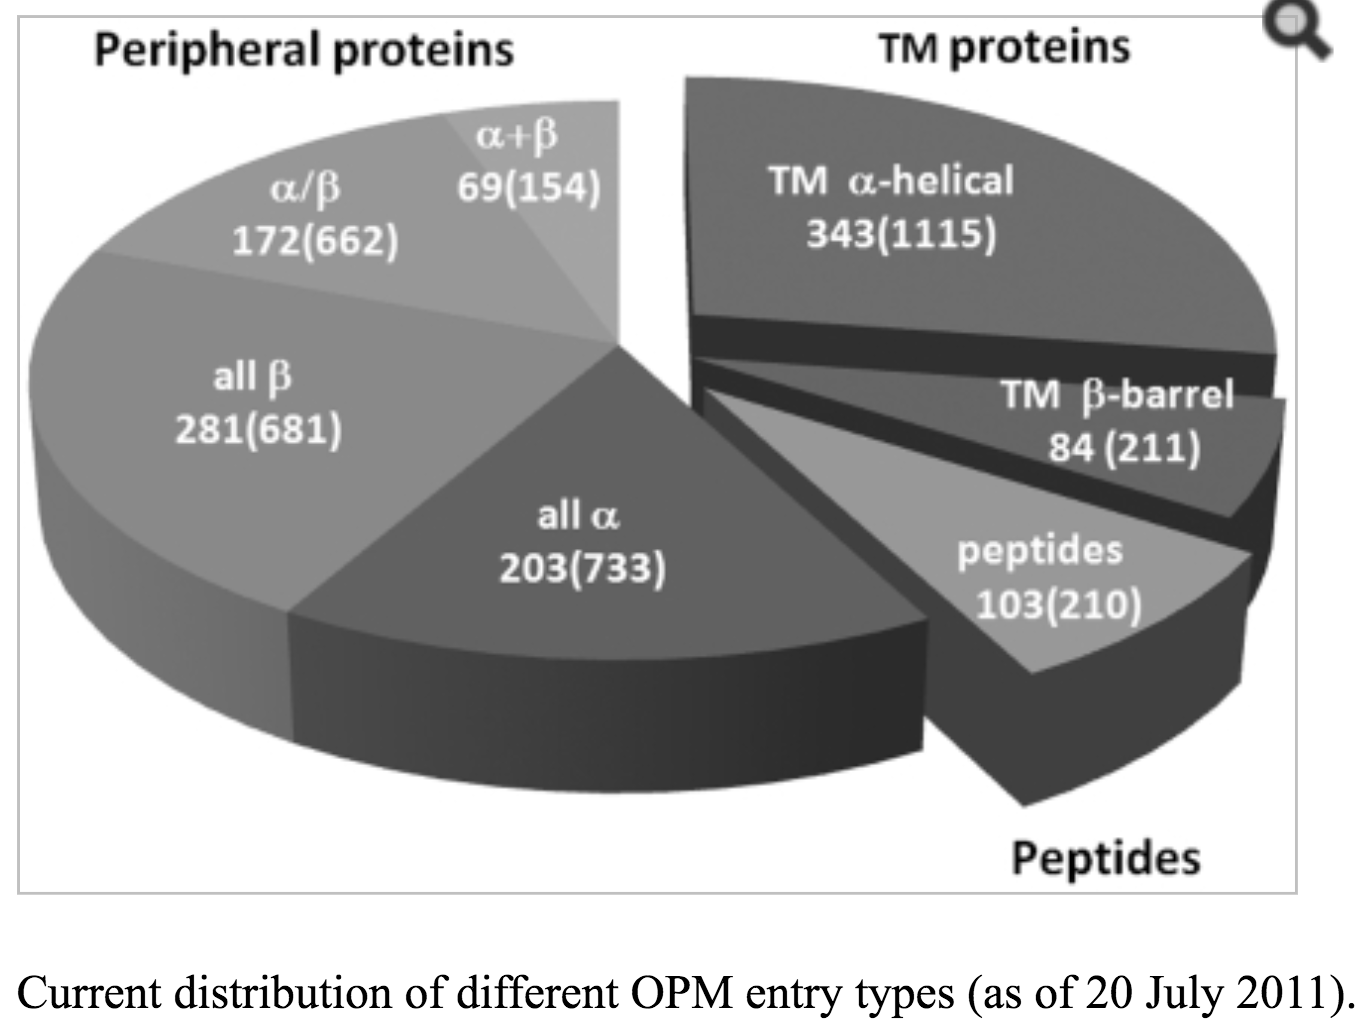 Peripheral proteins
TM proteins
α+β
69(154)
α/β
172(662)
TM α-helical
343(1115)
all β
281(681)
TM β-barrel
84 (211)
all α
203(733)
peptides
103(210)
Peptides
Current distribution of different OPM entry types (as of 20 July 2011).